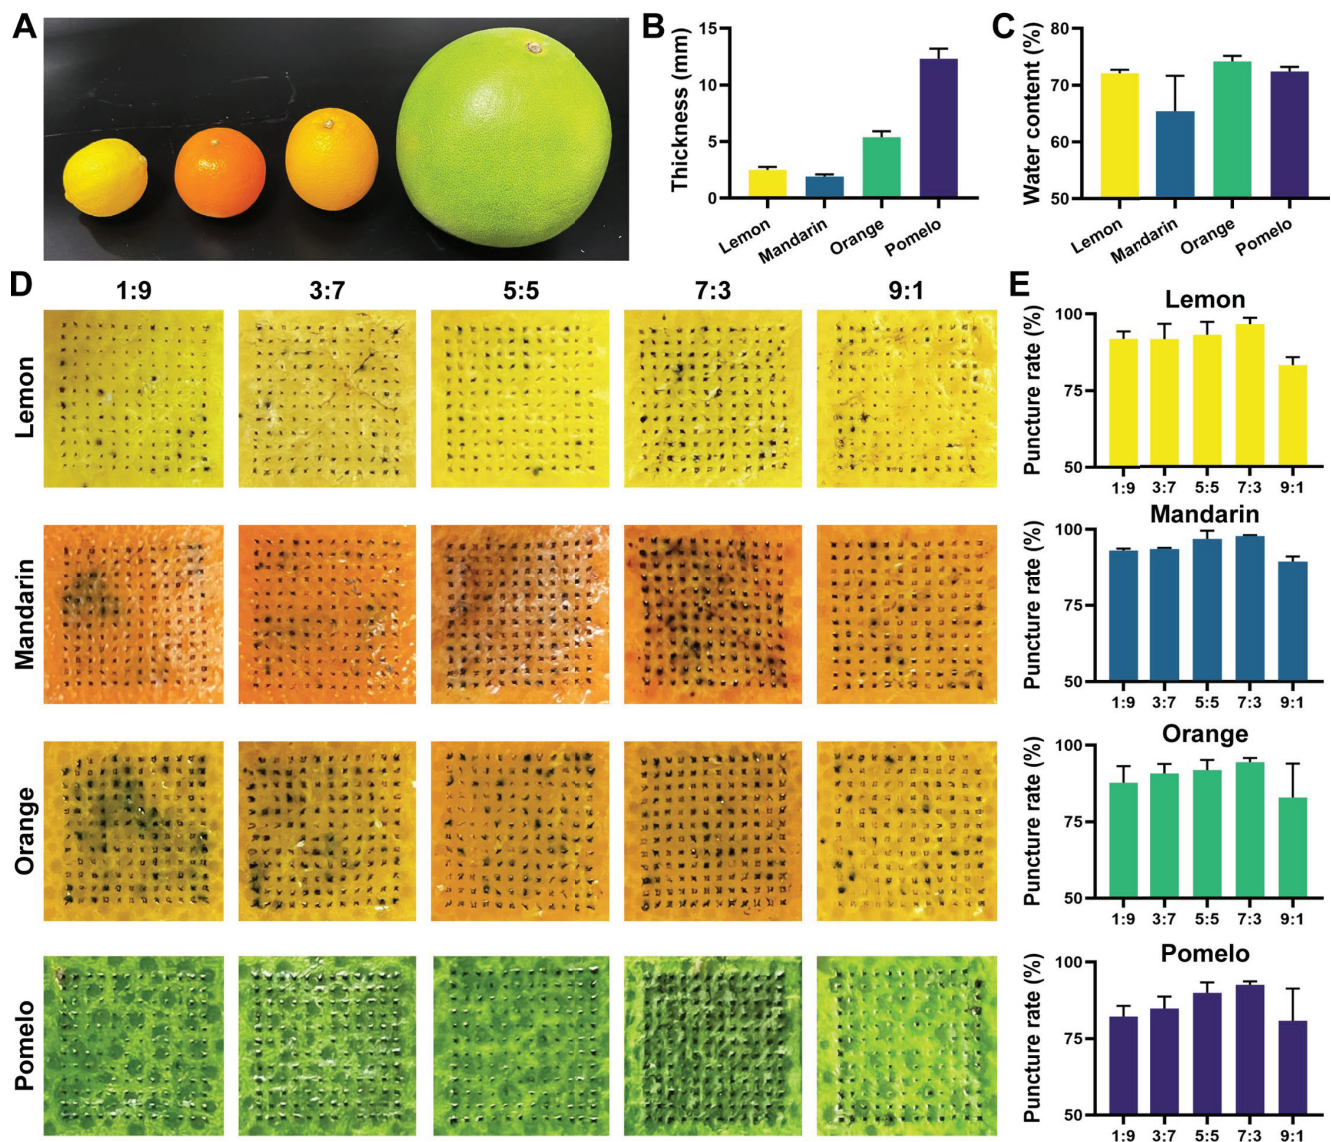 A
B
Thickness (mm)
15
10
5
0
Lemon
Mandarin
Orange
Pomelo
C
Water content (%)
80
70
60
50
Lemon
Mandarin
Orange
Pomelo
D
1:9
3:7
5:5
7:3
9:1
Lemon
Mandarin
Orange
Pomelo
E
Lemon
Puncture rate (%)
100
75
50
1:9
3:7
5:5
7:3
9:1
Mandarin
Puncture rate (%)
100
75
50
1:9
3:7
5:5
7:3
9:1
Orange
Puncture rate (%)
100
75
50
1:9
3:7
5:5
7:3
9:1
Pomelo
Puncture rate (%)
100
75
50
1:9
3:7
5:5
7:3
9:1